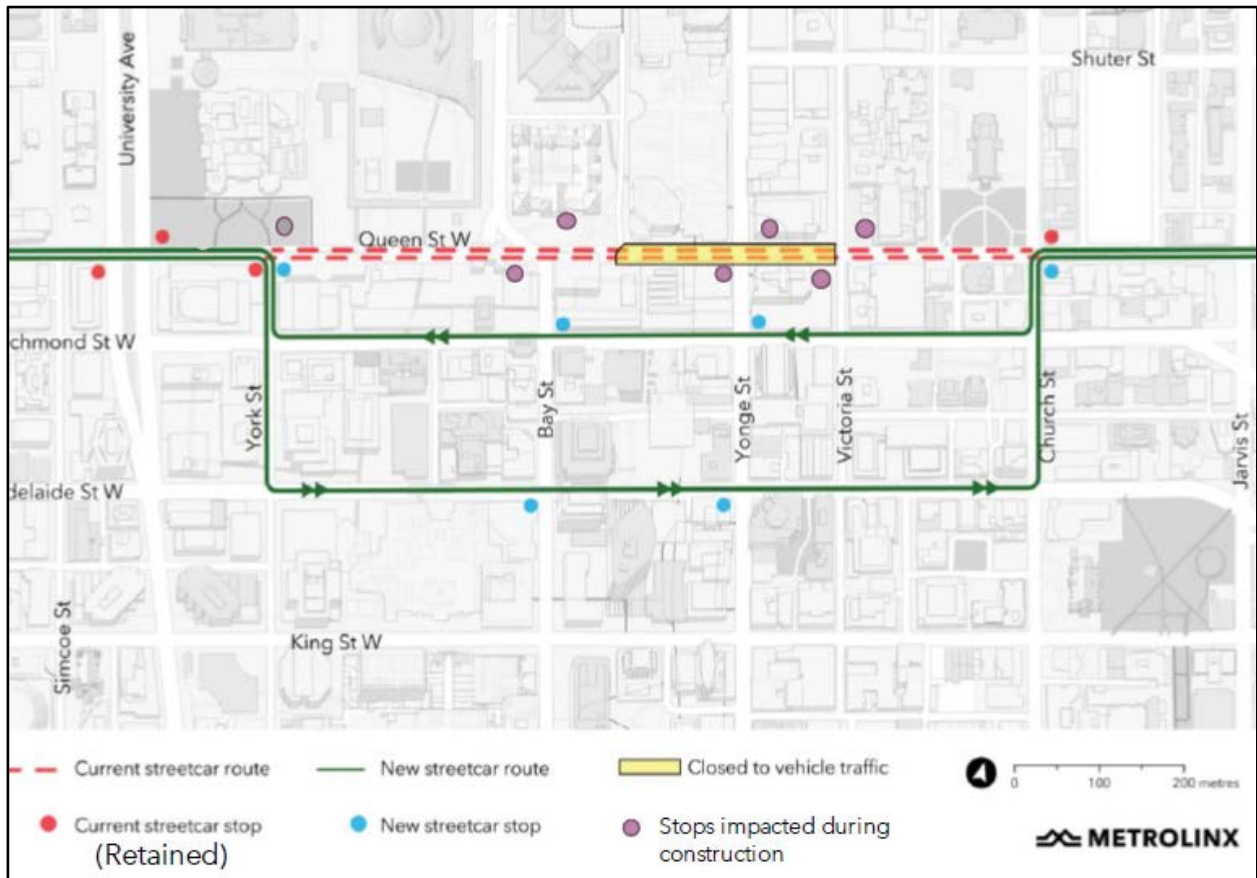 University Ave
Shuter St
Queen St W
chmond St W
York St
Bay St
Yonge St
Victoria St
Church St
Jarvis St
delaide St W
Simcoe St
King St W
Current streetcar route
New streetcar route
Closed to vehicle traffic
0 100 200 metres
Current streetcar stop
(Retained)
New streetcar stop
Stops impacted during
construction
METROLINX